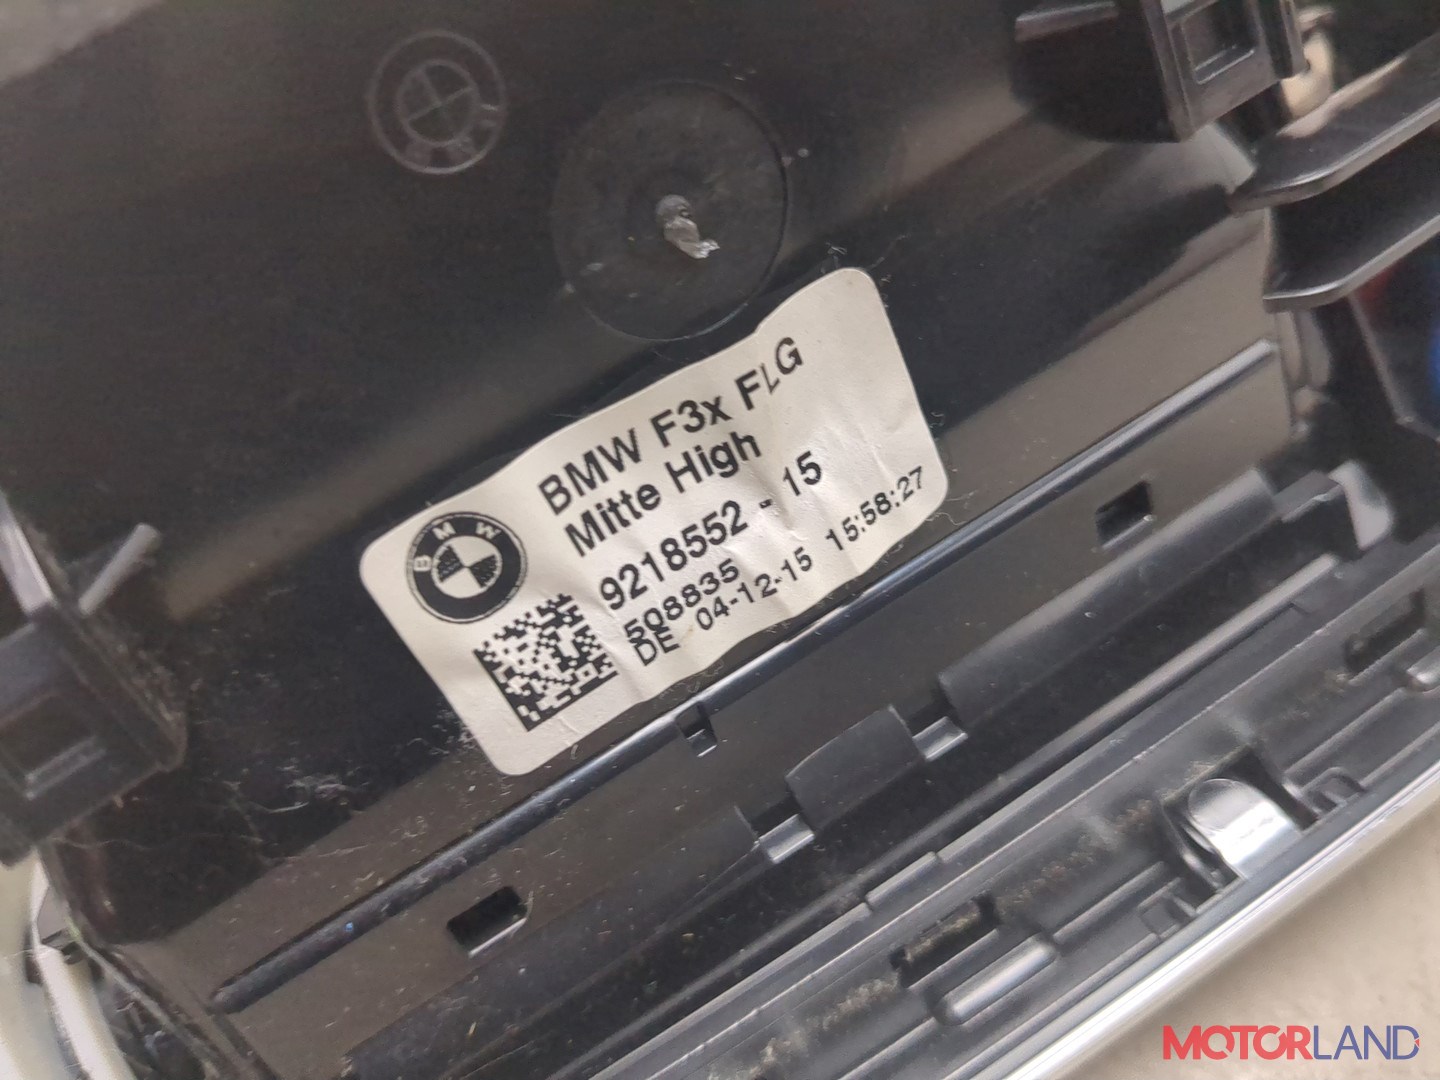 BMW F3x FLG
Mitte High
9218552 - 15
508835
DE 04-12-15 15:58:27
BMW
MOTORLAND